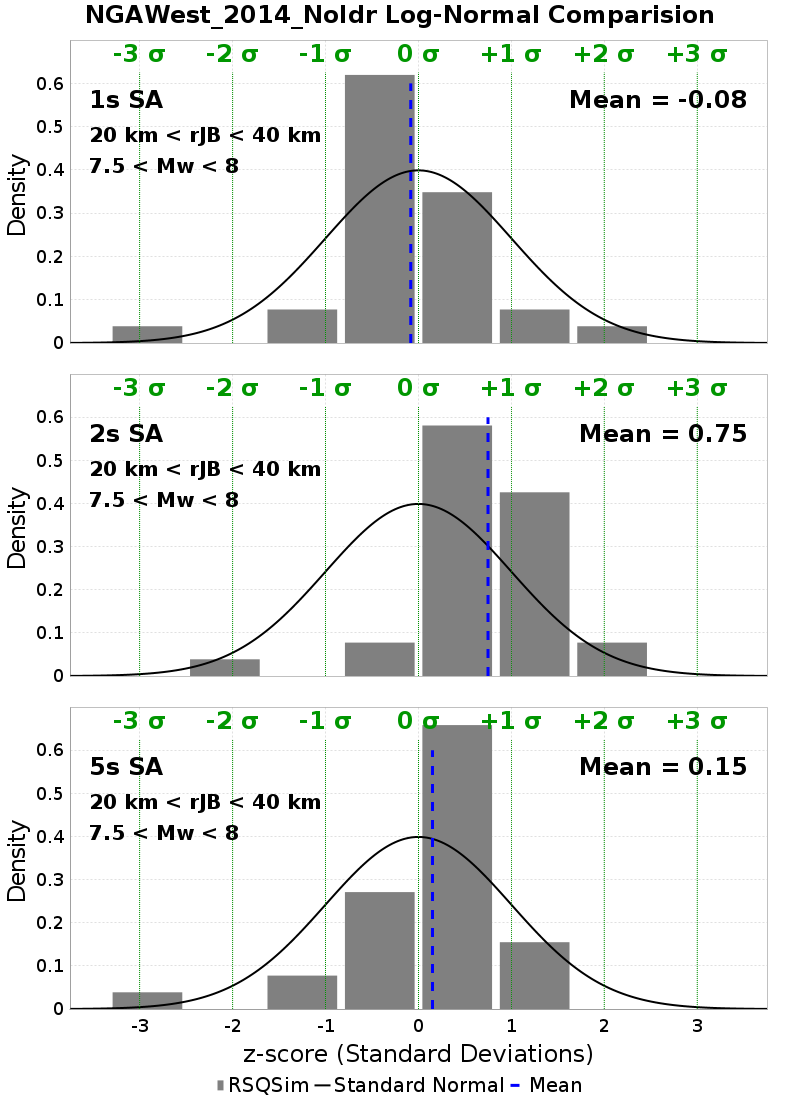 NGAWest_2014_NoIdr Log-Normal Comparision
-3 σ -2 σ -1 σ 0 σ +1 σ +2 σ +3 σ
1s SA
Mean = -0.08
20 km < rJB < 40 km
7.5 < Mw < 8
Density
0.6
0.5
0.4
0.3
0.2
0.1
0
-3 σ -2 σ -1 σ 0 σ +1 σ +2 σ +3 σ
2s SA
Mean = 0.75
20 km < rJB < 40 km
7.5 < Mw < 8
Density
0.6
0.5
0.4
0.3
0.2
0.1
0
-3 σ -2 σ -1 σ 0 σ +1 σ +2 σ +3 σ
5s SA
Mean = 0.15
20 km < rJB < 40 km
7.5 < Mw < 8
Density
0.6
0.5
0.4
0.3
0.2
0.1
0
-3 -2 -1 0 1 2 3
z-score (Standard Deviations)
RSQSim Standard Normal Mean